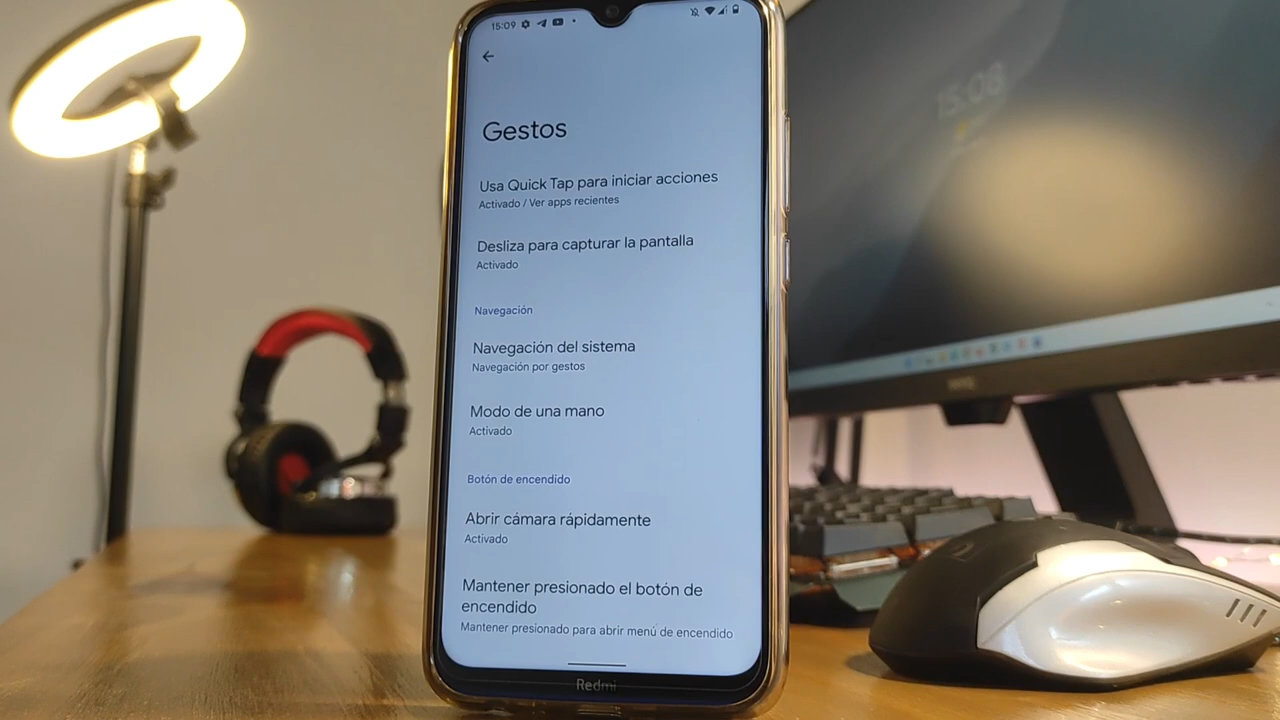 15:09
Gestos
Usa Quick Tap para iniciar acciones
Activado / Ver apps recientes
Desliza para capturar la pantalla
Activado
Navegación
Navegación del sistema
Navegación por gestos
Modo de una mano
Activado
Botón de encendido
Abrir cámara rápidamente
Activado
Mantener presionado el botón de
encendido
Mantener presionado para abrir menú de encendido
Redmi
15:08